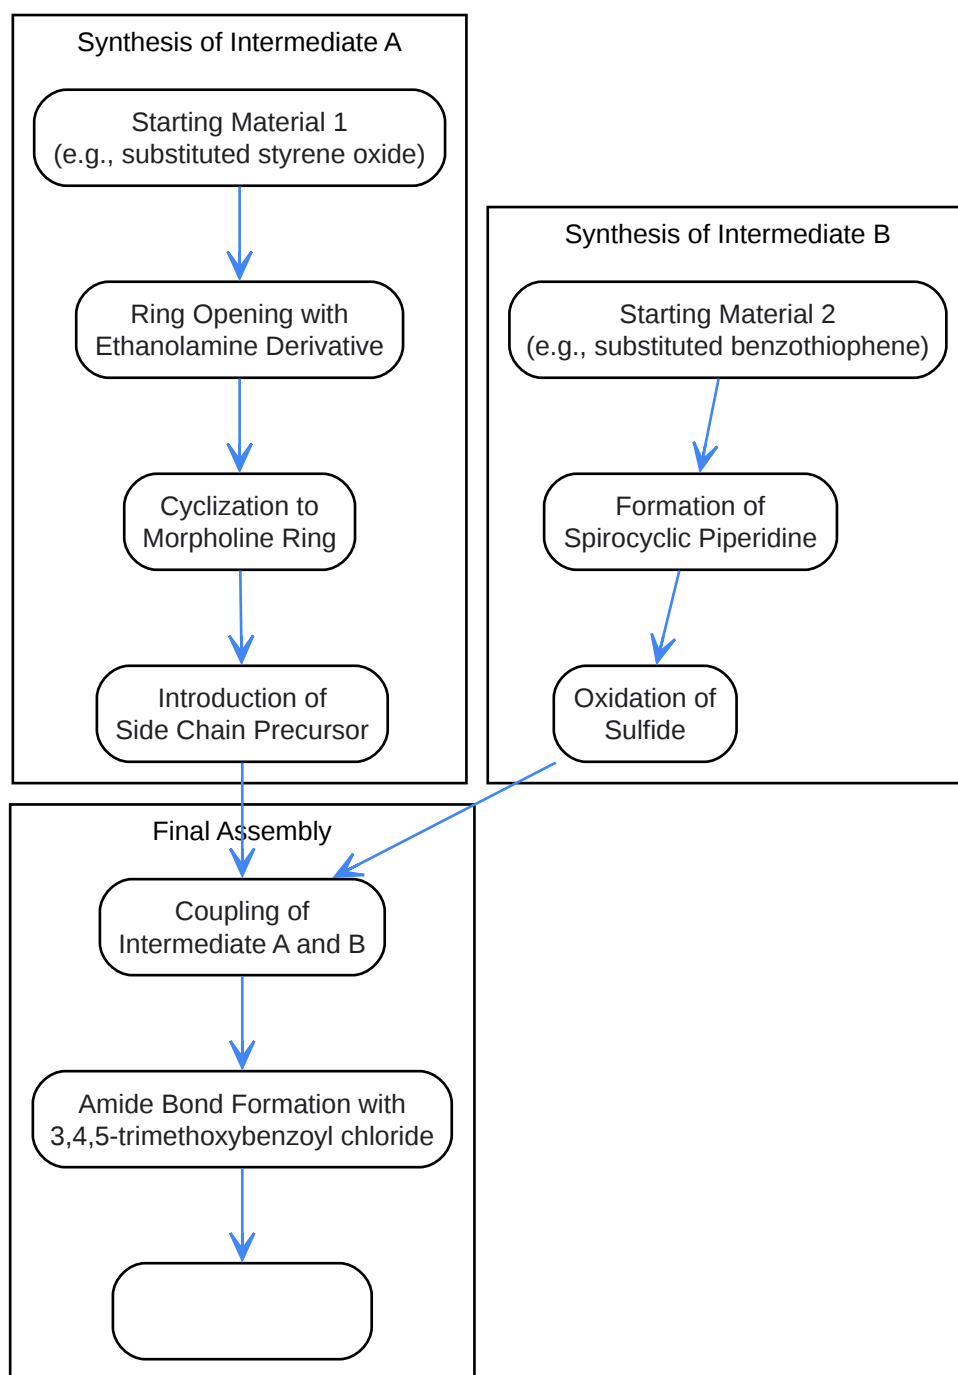 Synthesis of Intermediate A
Starting Material 1
(e.g., substituted styrene oxide)
Ring Opening with
Ethanolamine Derivative
Cyclization to
Morpholine Ring
Introduction of
Side Chain Precursor
Synthesis of Intermediate B
Starting Material 2
(e.g., substituted benzothiophene)
Formation of
Spirocyclic Piperidine
Oxidation of
Sulfide
Final Assembly
Coupling of
Intermediate A and B
Amide Bond Formation with
3,4,5-trimethoxybenzoyl chloride